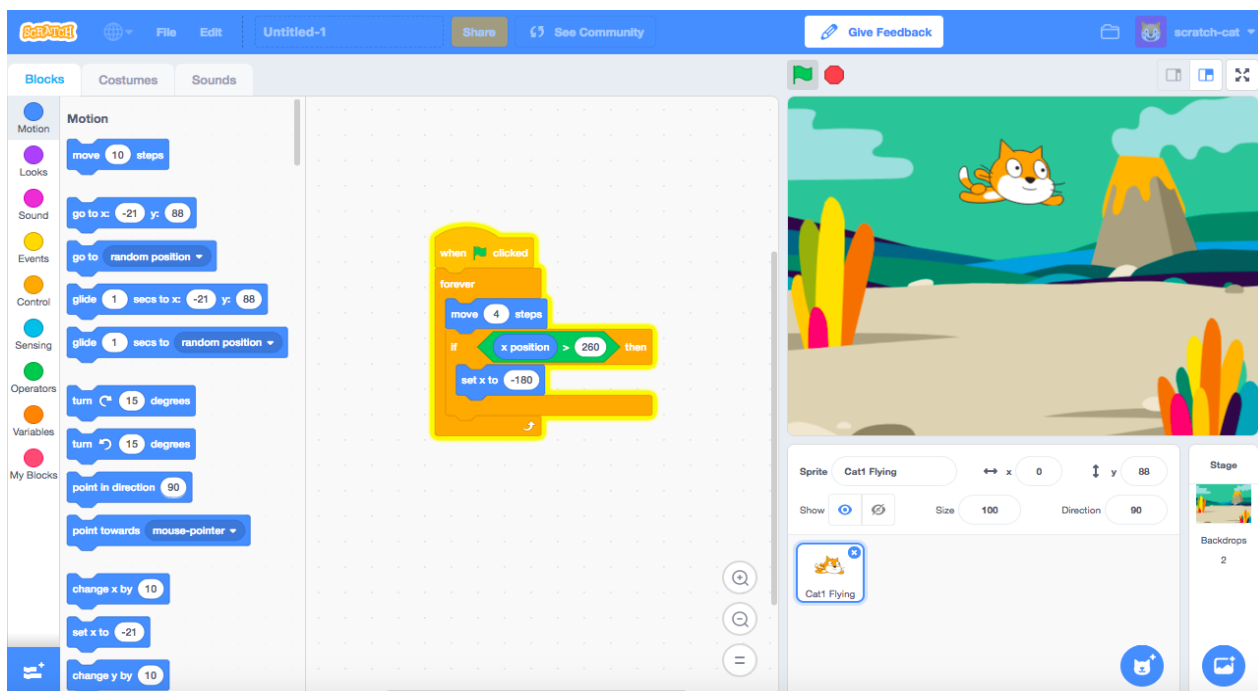 SCRATCH File Edit Untitled-1 Share See Community Give Feedback scratch-cat
Blocks Costumes Sounds
Motion
Looks
Sound
Events
Control
Sensing
Operators
Variables
My Blocks
Motion
move 10 steps
go to x: -21 y: 88
go to random position
glide 1 secs to x: -21 y: 88
glide 1 secs to random position
turn 15 degrees
turn 15 degrees
point in direction 90
point towards mouse-pointer
change x by 10
set x to -21
change y by 10
when clicked
forever
move 4 steps
if x position > 260 then
set x to -180
Sprite Cat1 Flying x 0 y 88
Show Size 100 Direction 90
Cat1 Flying
Stage
Backdrops
2